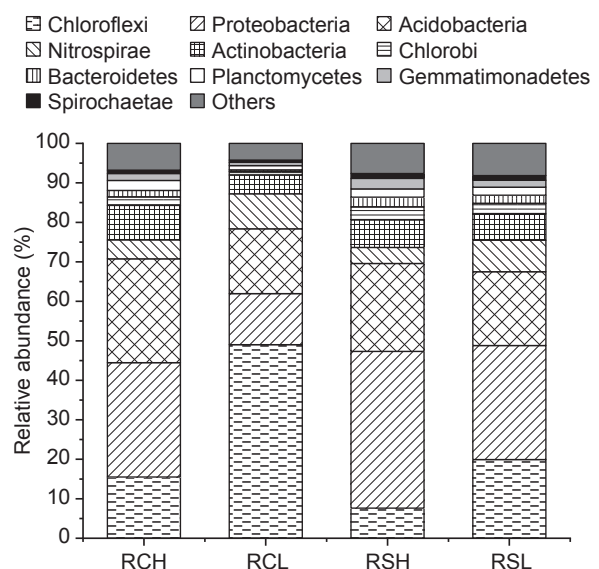 Chloroflexi Proteobacteria Acidobacteria
Nitrospirae Actinobacteria Chlorobi
Bacteroidetes Planctomycetes Gemmatimonadetes
Spirochaetae Others
Relative abundance (%)
100
90
80
70
60
50
40
30
20
10
0
RCH RCL RSH RSL